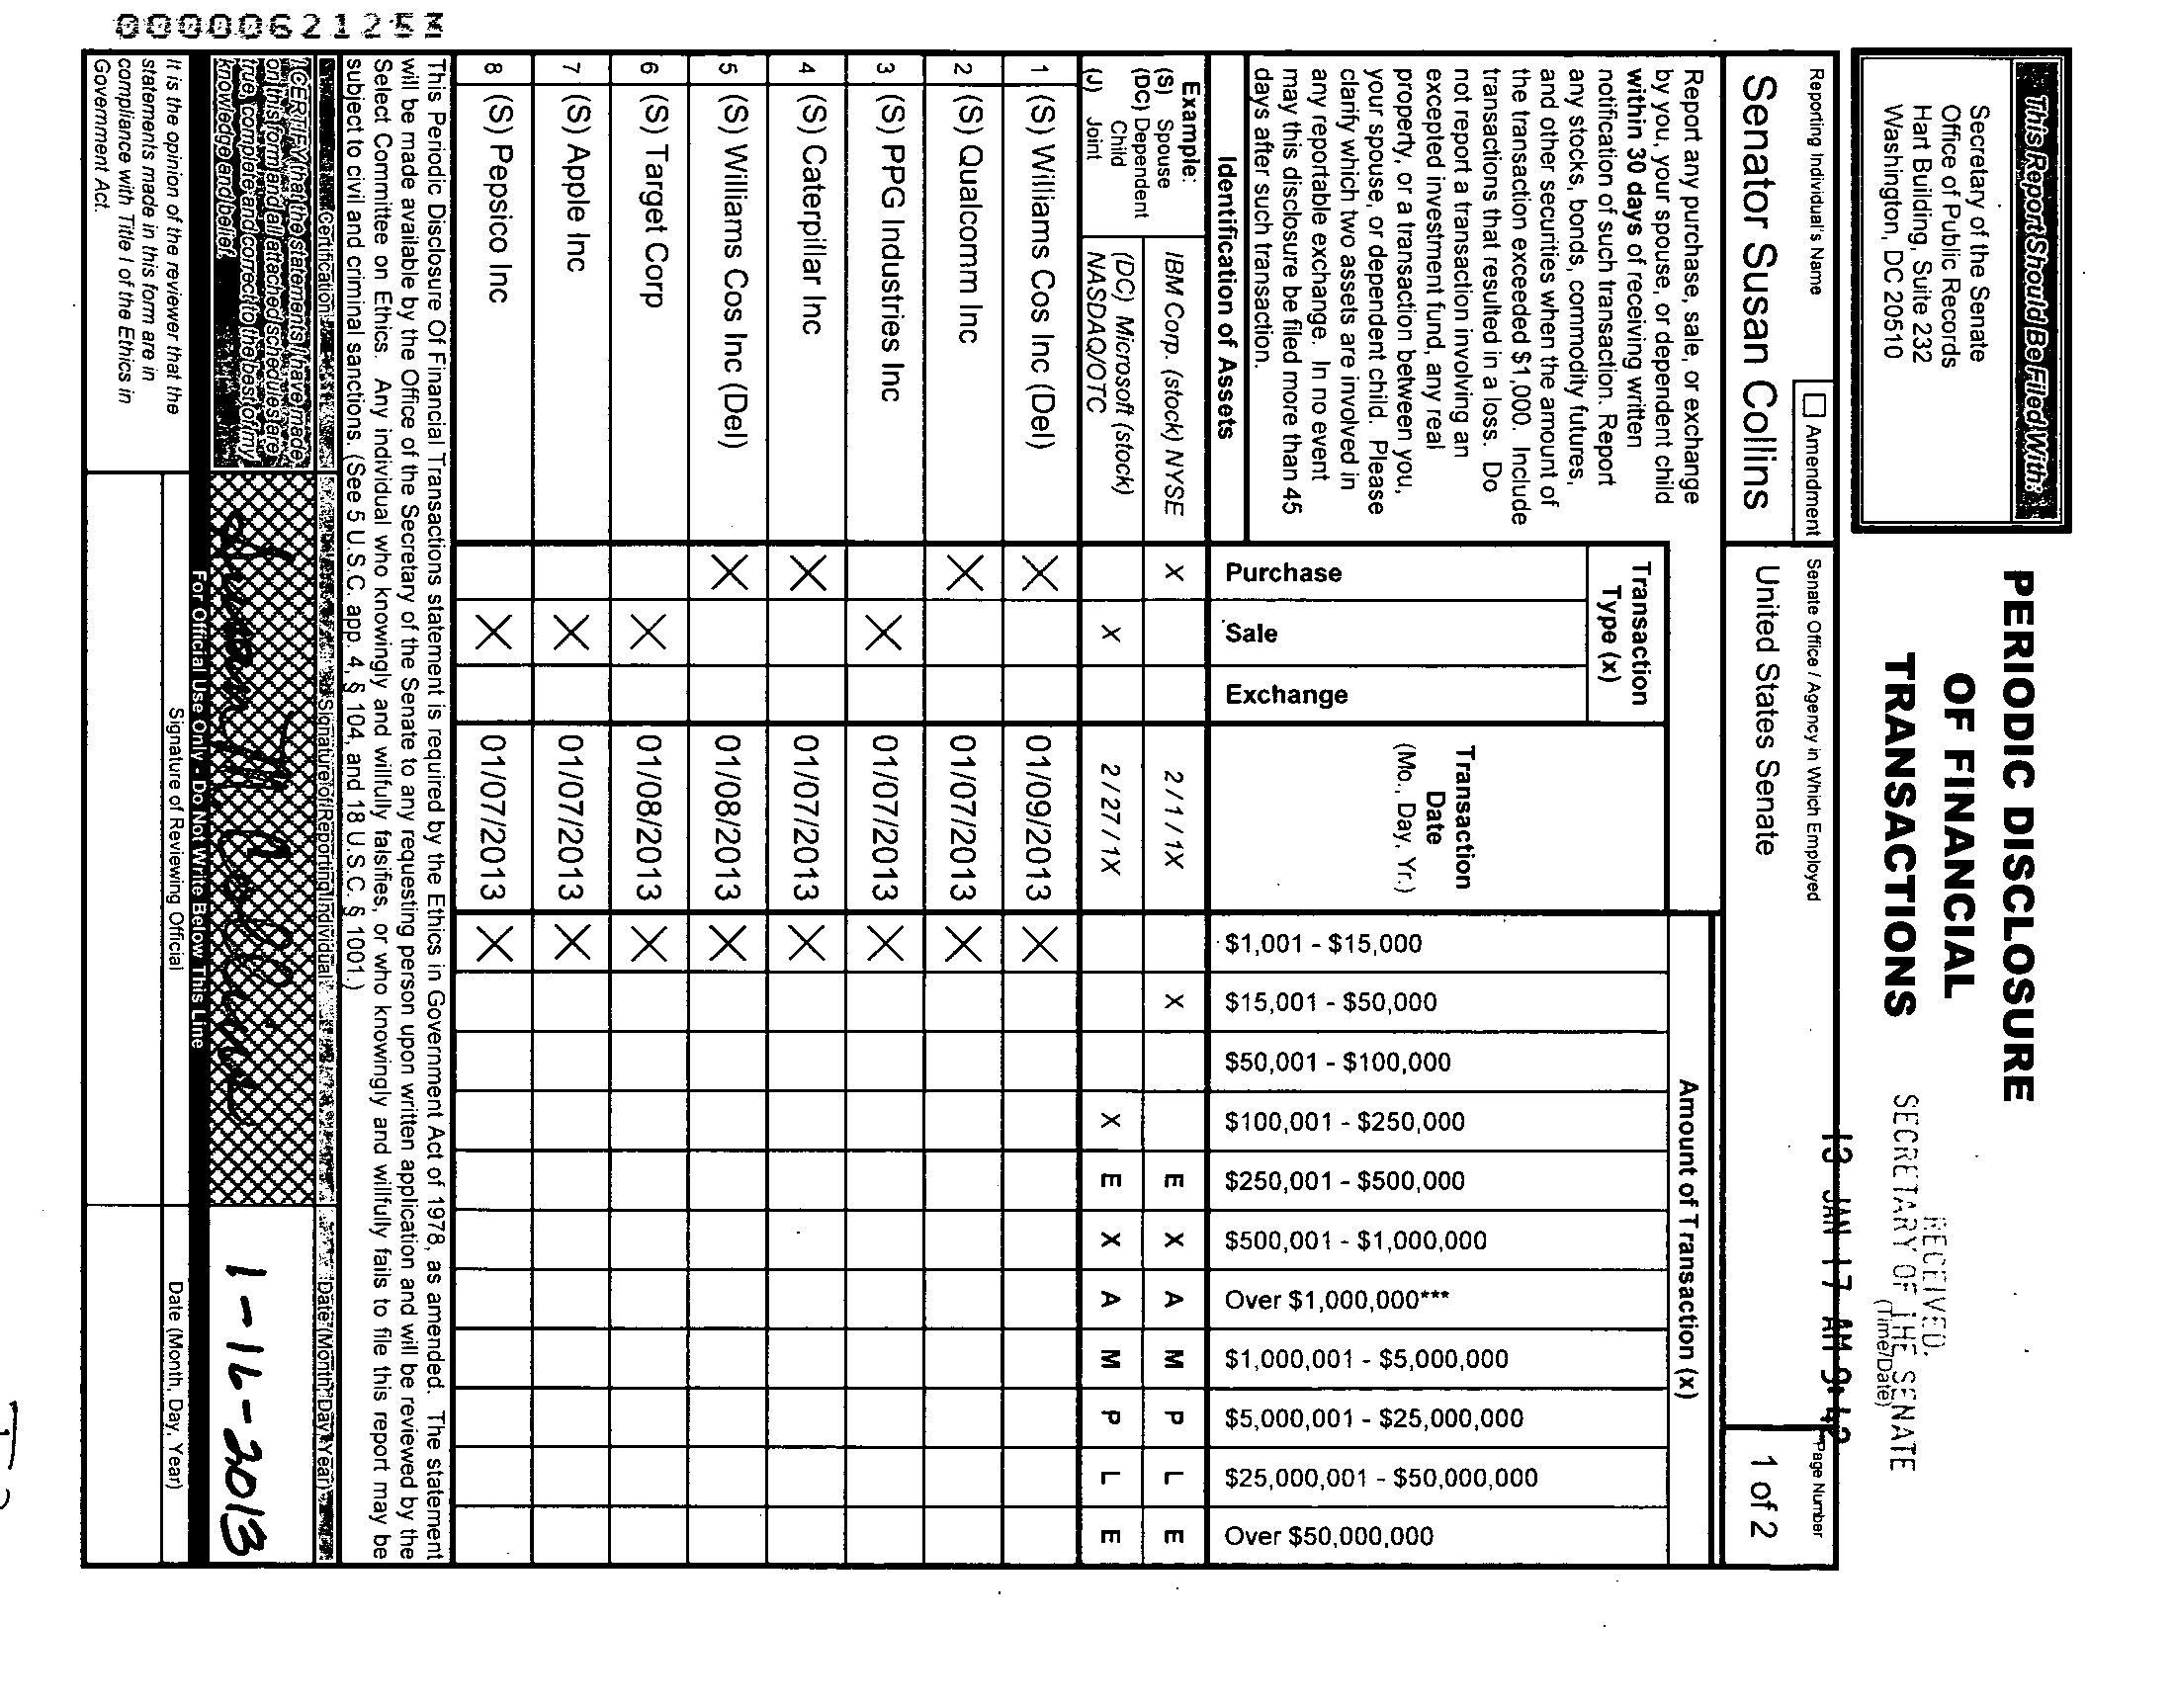 This Report Should Be Filed With:
Secretary of the Senate
Office of Public Records
Hart Building, Suite 232
Washington, DC 20510
PERIODIC DISCLOSURE
OF FINANCIAL
TRANSACTIONS
RECEIVED
SECRETARY OF THE SENATE
(Time/Date)
13 JAN 17 AM 9:42
Reporting Individual's Name
☐ Amendment
Senate Office / Agency in Which Employed
Page Number
Senator Susan Collins
United States Senate
1 of 2
Report any purchase, sale, or exchange
by you, your spouse, or dependent child
within 30 days of receiving written
notification of such transaction. Report
any stocks, bonds, commodity futures,
and other securities when the amount of
the transaction exceeded $1,000. Include
transactions that resulted in a loss. Do
not report a transaction involving an
excepted investment fund, any real
property, or a transaction between you,
your spouse, or dependent child. Please
clarify which two assets are involved in
any reportable exchange. In no event
may this disclosure be filed more than 45
days after such transaction.
Transaction
Type (x)
Transaction
Date
(Mo., Day, Yr.)
Amount of Transaction (x)
Identification of Assets
Purchase
Sale
Exchange
$1,001 - $15,000
$15,001 - $50,000
$50,001 - $100,000
$100,001 - $250,000
$250,001 - $500,000
$500,001 - $1,000,000
Over $1,000,000***
$1,000,001 - $5,000,000
$5,000,001 - $25,000,000
$25,000,001 - $50,000,000
Over $50,000,000
Example:
(S) Spouse
(DC) Dependent
Child
(J) Joint
IBM Corp. (stock) NYSE X 2 / 1 / 1X X E X A M P L E
(DC) Microsoft (stock)
NASDAQ/OTC X 2 / 27 / 1X X E X A M P L E
1 (S) Williams Cos Inc (Del) X 01/09/2013 X
2 (S) Qualcomm Inc X 01/07/2013 X
3 (S) PPG Industries Inc X 01/07/2013 X
4 (S) Caterpillar Inc X 01/07/2013 X
5 (S) Williams Cos Inc (Del) X 01/08/2013 X
6 (S) Target Corp X 01/08/2013 X
7 (S) Apple Inc X 01/07/2013 X
8 (S) Pepsico Inc X 01/07/2013 X
This Periodic Disclosure Of Financial Transactions statement is required by the Ethics in Government Act of 1978, as amended. The statement
will be made available by the Office of the Secretary of the Senate to any requesting person upon written application and will be reviewed by the
Select Committee on Ethics. Any individual who knowingly and willfully falsifies, or who knowingly and willfully fails to file this report may be
subject to civil and criminal sanctions. (See 5 U.S.C. app. 4, § 104, and 18 U.S.C. § 1001.)
Certification
Signature of Reporting Individual
Date (Month, Day, Year)
I CERTIFY that the statements I have made
on this form and all attached schedules are
true, complete and correct to the best of my
knowledge and belief.
Susan M Collins
1-16-2013
For Official Use Only - Do Not Write Below This Line
It is the opinion of the reviewer that the
statements made in this form are in
compliance with Title I of the Ethics in
Government Act.
Signature of Reviewing Official
Date (Month, Day, Year)
00000621253